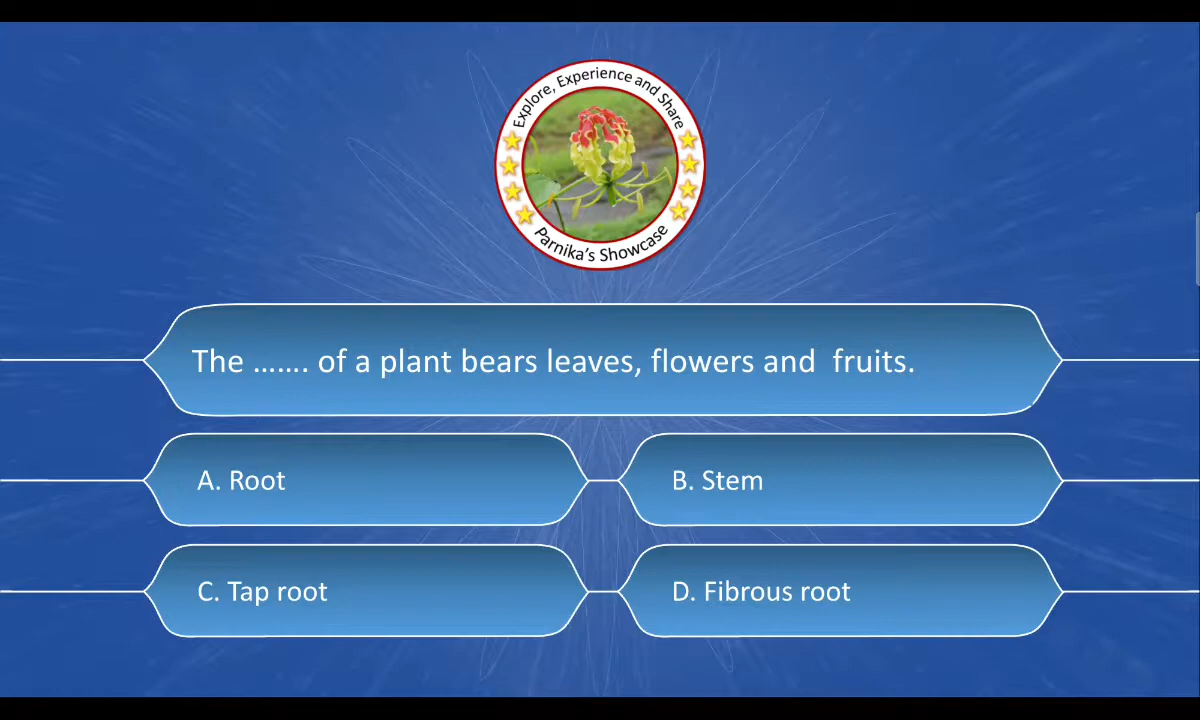 Explore, Experience and Share
Parnika's Showcase
The ....... of a plant bears leaves, flowers and  fruits.
A. Root
B. Stem
C. Tap root
D. Fibrous root